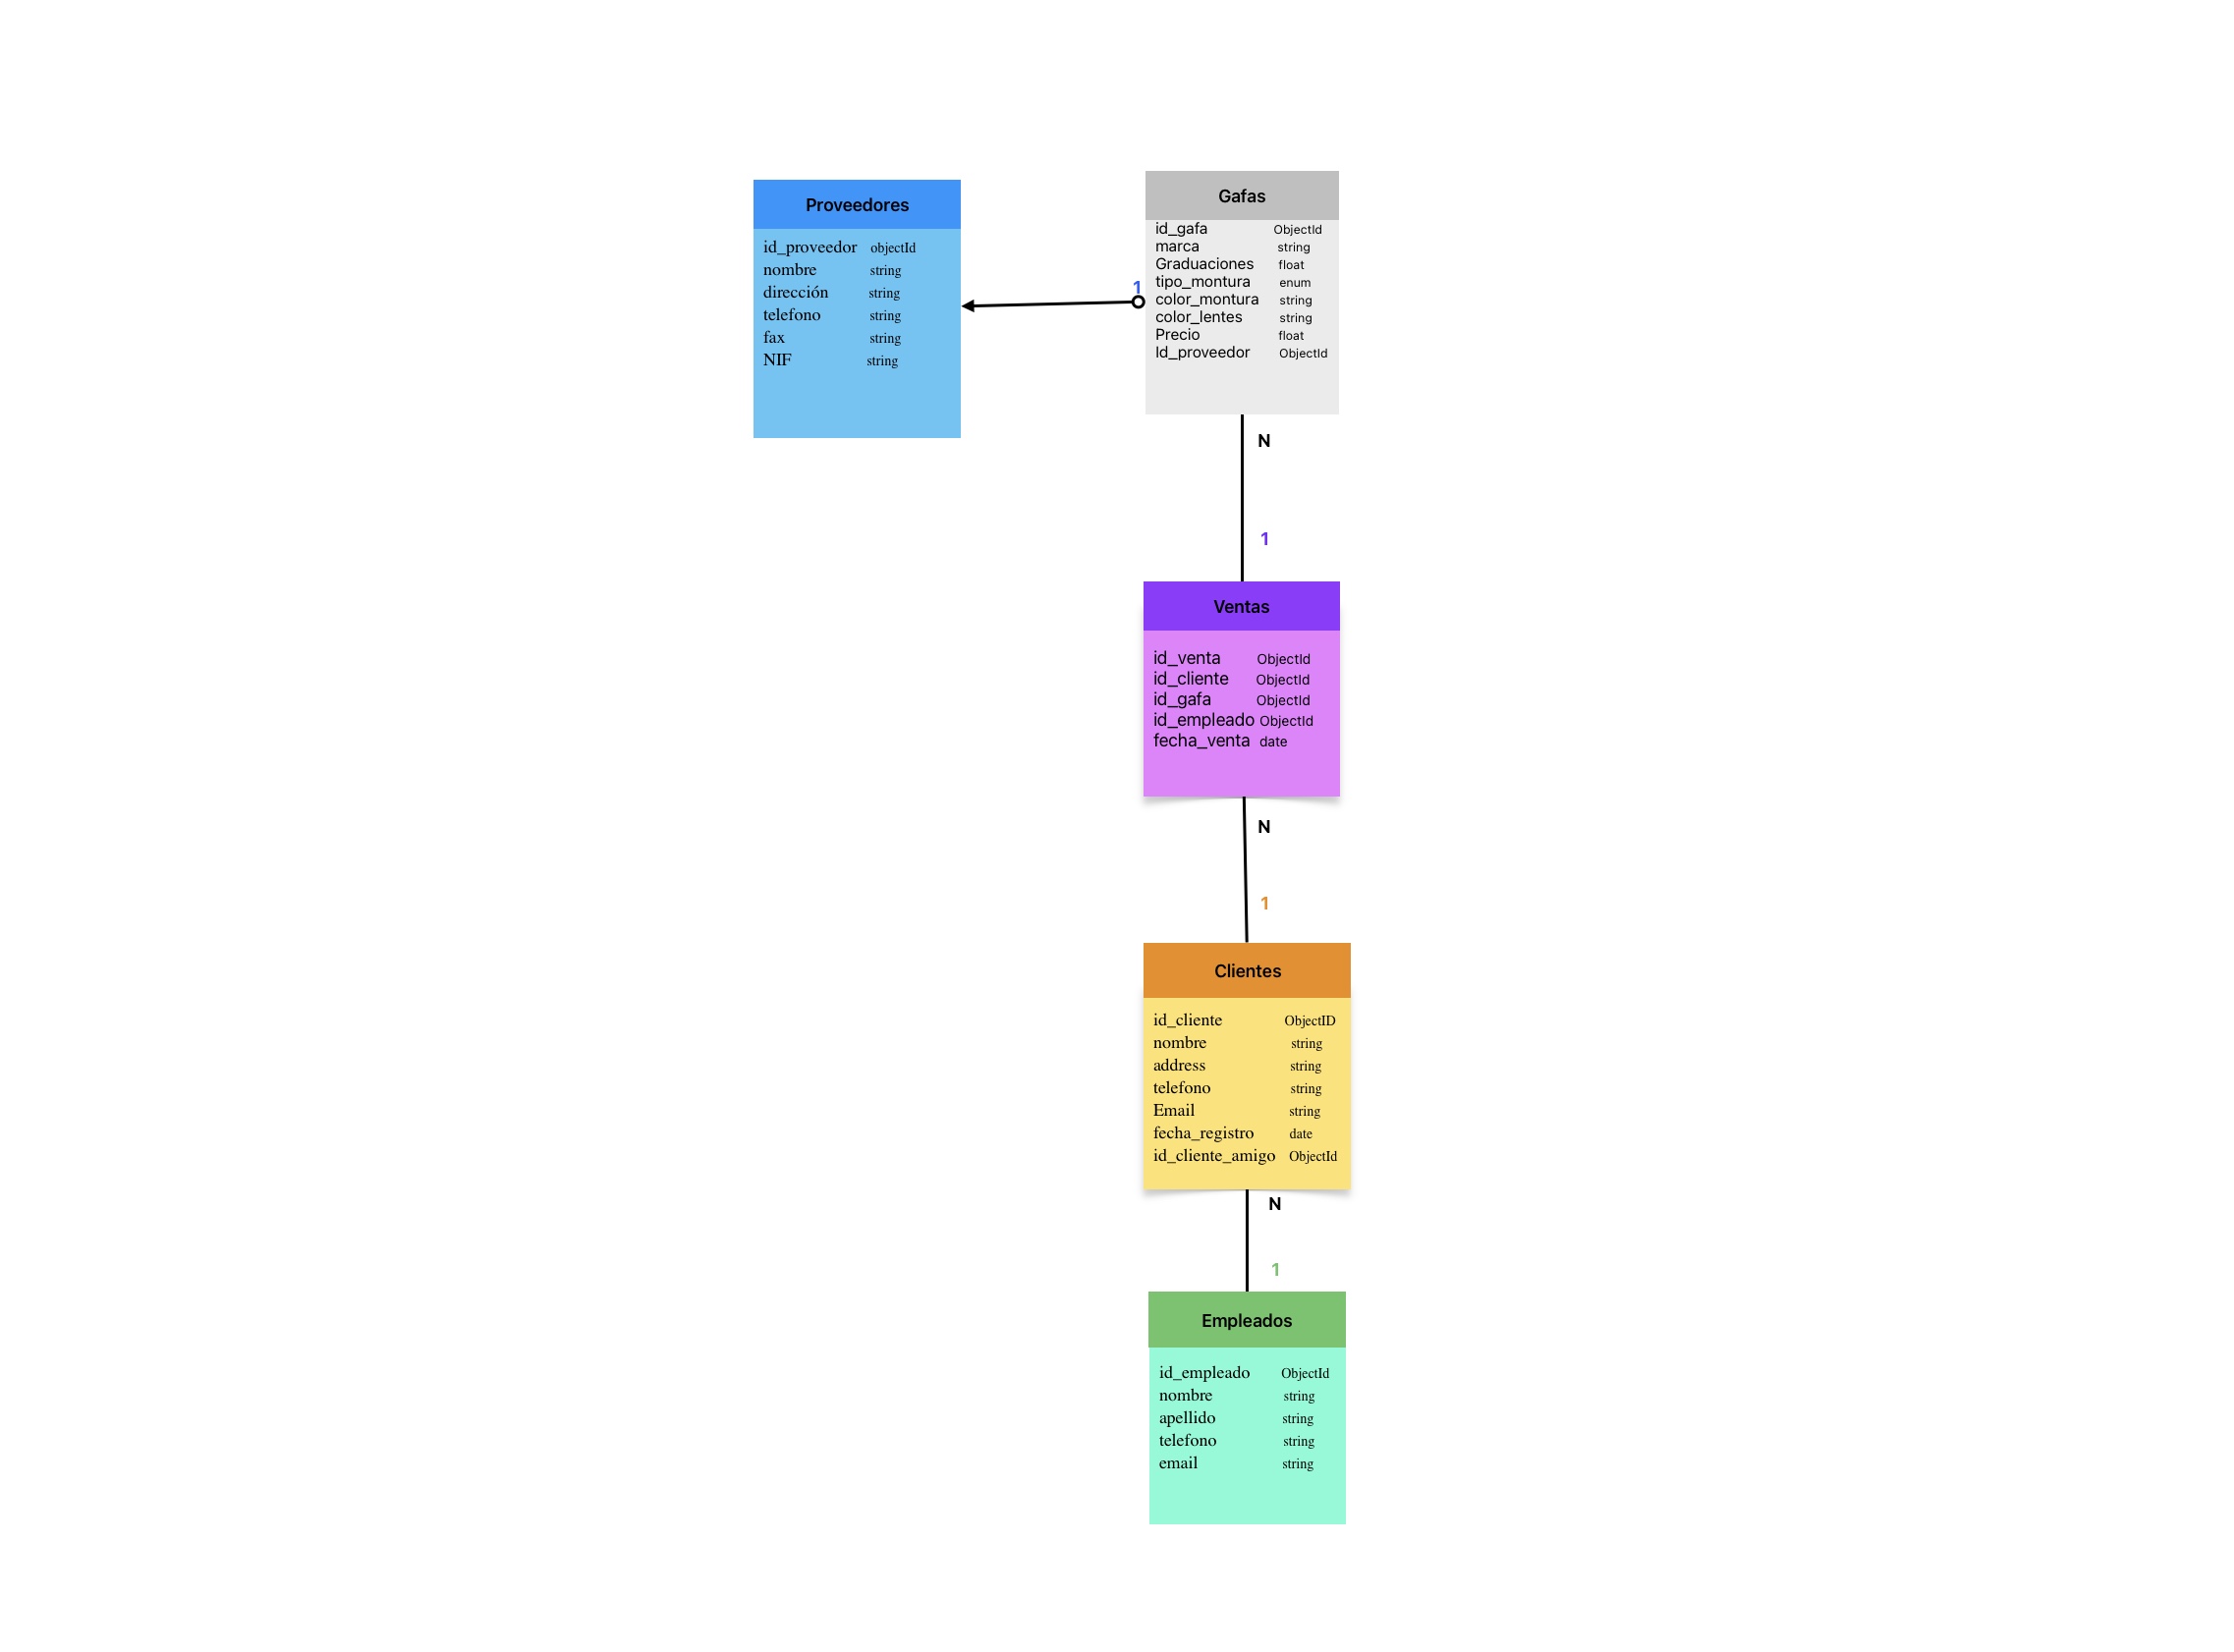 Proveedores
id_proveedor objectId
nombre string
dirección string
telefono string
fax string
NIF string
1
Gafas
id_gafa ObjectId
marca string
Graduaciones float
tipo_montura enum
color_montura string
color_lentes string
Precio float
Id_proveedor ObjectId
N
1
Ventas
id_venta ObjectId
id_cliente ObjectId
id_gafa ObjectId
id_empleado ObjectId
fecha_venta date
N
1
Clientes
id_cliente ObjectID
nombre string
address string
telefono string
Email string
fecha_registro date
id_cliente_amigo ObjectId
N
1
Empleados
id_empleado ObjectId
nombre string
apellido string
telefono string
email string